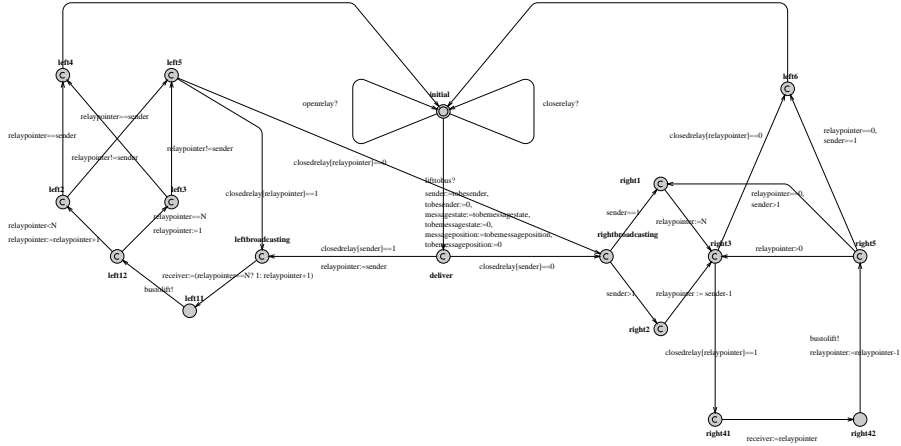 left4
left5
initial
left6
openrelay?
closerelay?
relaypointer==sender
relaypointer==sender
relaypointer!=sender
relaypointer!=sender
closedrelay[relaypointer]==0
closedrelay[relaypointer]==0
relaypointer==0,
sender==1
left2
left3
closedrelay[relaypointer]==1
lifttobus?
sender:=tobesender,
tobesender:=0,
messagestate:=tobemessagestate,
tobemessagestate:=0,
messageposition:=tobemessageposition,
tobemessageposition:=0
right1
relaypointer==0,
sender>1
relaypointer<N
relaypointer:=relaypointer+1
relaypointer==N
relaypointer:=1
sender==1
relaypointer:=N
leftbroadcasting
rightbroadcasting
right3
right5
closedrelay[sender]==1
relaypointer:=sender
relaypointer>0
left12
deliver
closedrelay[sender]==0
receiver:=(relaypointer==N? 1: relaypointer+1)
bustolift!
left11
sender>1
relaypointer := sender-1
right2
bustolift!
relaypointer:=relaypointer-1
closedrelay[relaypointer]==1
right41
receiver:=relaypointer
right42
C
C
C
C
C
C
C
C
C
C
C
C
C
C